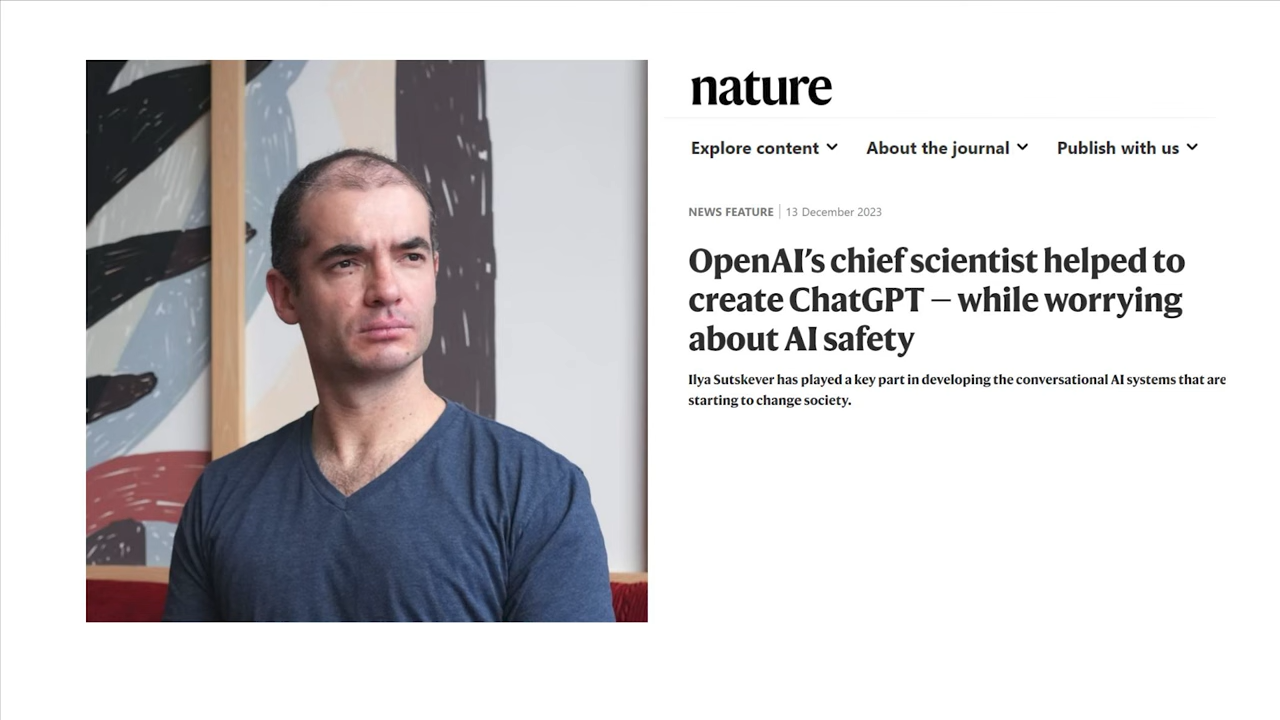 nature
Explore content About the journal Publish with us
NEWS FEATURE | 13 December 2023
OpenAI’s chief scientist helped to
create ChatGPT — while worrying
about AI safety
Ilya Sutskever has played a key part in developing the conversational AI systems that are
starting to change society.